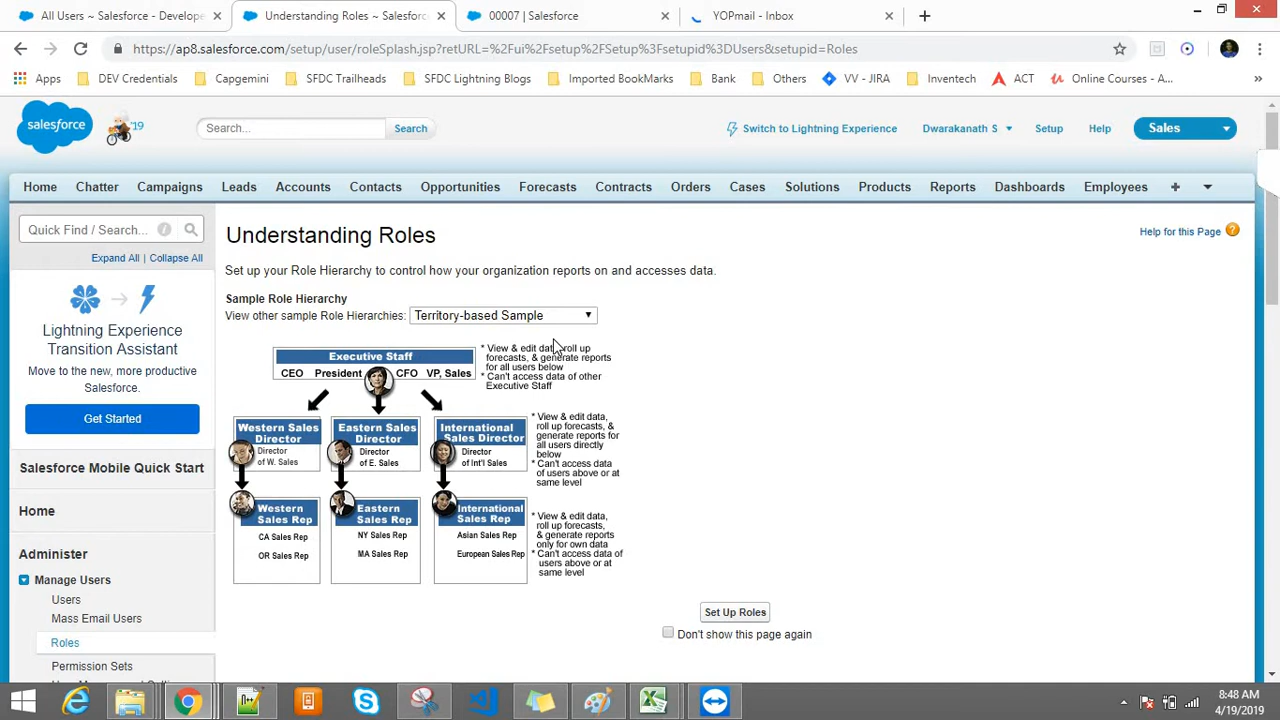 All Users ~ Salesforce - Develope
Understanding Roles ~ Salesforc
00007 | Salesforce
YOPmail - Inbox
https://ap8.salesforce.com/setup/user/roleSplash.jsp?retURL=%2Fui%2Fsetup%2FSetup%3Fsetupid%3DUsers&setupid=Roles
Apps
DEV Credentials
Capgemini
SFDC Trailheads
SFDC Lightning Blogs
Imported BookMarks
Bank
Others
VV - JIRA
Inventech
ACT
Online Courses - A...
»
salesforce
'19
Search...
Search
Switch to Lightning Experience
Dwarakanath S
Setup
Help
Sales
Home
Chatter
Campaigns
Leads
Accounts
Contacts
Opportunities
Forecasts
Contracts
Orders
Cases
Solutions
Products
Reports
Dashboards
Employees
+
Quick Find / Search...
Expand All | Collapse All
Lightning Experience
Transition Assistant
Move to the new, more productive
Salesforce.
Get Started
Salesforce Mobile Quick Start
Home
Administer
Manage Users
Users
Mass Email Users
Roles
Permission Sets
Understanding Roles
Help for this Page
Set up your Role Hierarchy to control how your organization reports on and accesses data.
Sample Role Hierarchy
View other sample Role Hierarchies: Territory-based Sample
Executive Staff
CEO President CFO VP, Sales
* View & edit data, roll up
forecasts, & generate reports
for all users below
* Can't access data of other
Executive Staff
Western Sales
Director
Director
of W. Sales
Eastern Sales
Director
Director
of E. Sales
International
Sales Director
Director
of Int'l Sales
* View & edit data,
roll up forecasts, &
generate reports for
all users directly
below
* Can't access data
of users above or at
same level
Western
Sales Rep
CA Sales Rep
OR Sales Rep
Eastern
Sales Rep
NY Sales Rep
MA Sales Rep
International
Sales Rep
Asian Sales Rep
European Sales Rep
* View & edit data,
roll up forecasts,
& generate reports
only for own data
* Can't access data of
users above or at
same level
Set Up Roles
Don't show this page again
8:48 AM
4/19/2019